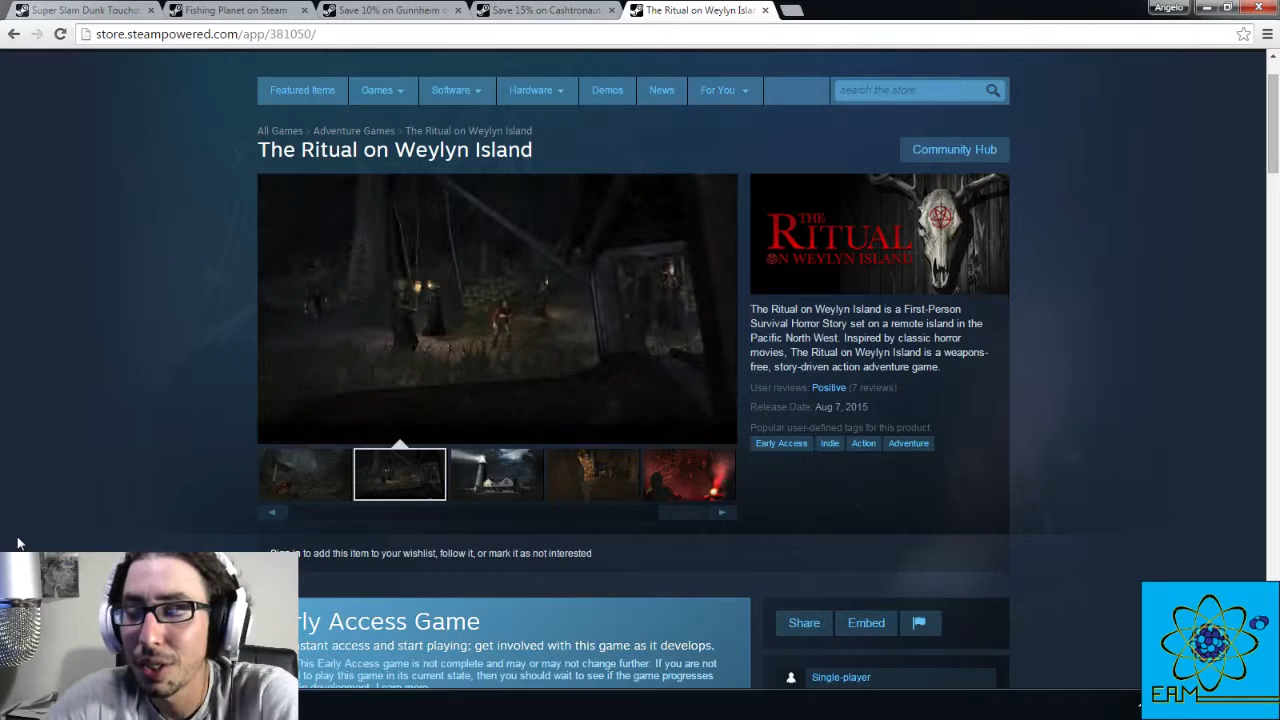 Super Slam Dunk Touchd
Fishing Planet on Steam
Save 10% on Gunnheim o
Save 15% on Cashtronaut
The Ritual on Weylyn Islan
Angelo
store.steampowered.com/app/381050/
Featured Items
Games
Software
Hardware
Demos
News
For You
search the store
All Games > Adventure Games > The Ritual on Weylyn Island
The Ritual on Weylyn Island
Community Hub
THE
RITUAL
ON WEYLYN ISLAND
The Ritual on Weylyn Island is a First-Person
Survival Horror Story set on a remote island in the
Pacific North West. Inspired by classic horror
movies, The Ritual on Weylyn Island is a weapons-
free, story-driven action adventure game.
User reviews: Positive (7 reviews)
Release Date: Aug 7, 2015
Popular user-defined tags for this product:
Early Access
Indie
Action
Adventure
Sign in to add this item to your wishlist, follow it, or mark it as not interested
rly Access Game
nstant access and start playing; get involved with this game as it develops.
This Early Access game is not complete and may or may not change further. If you are not
to play this game in its current state, then you should wait to see if the game progresses
Learn more
Share
Embed
Single-player
EAM